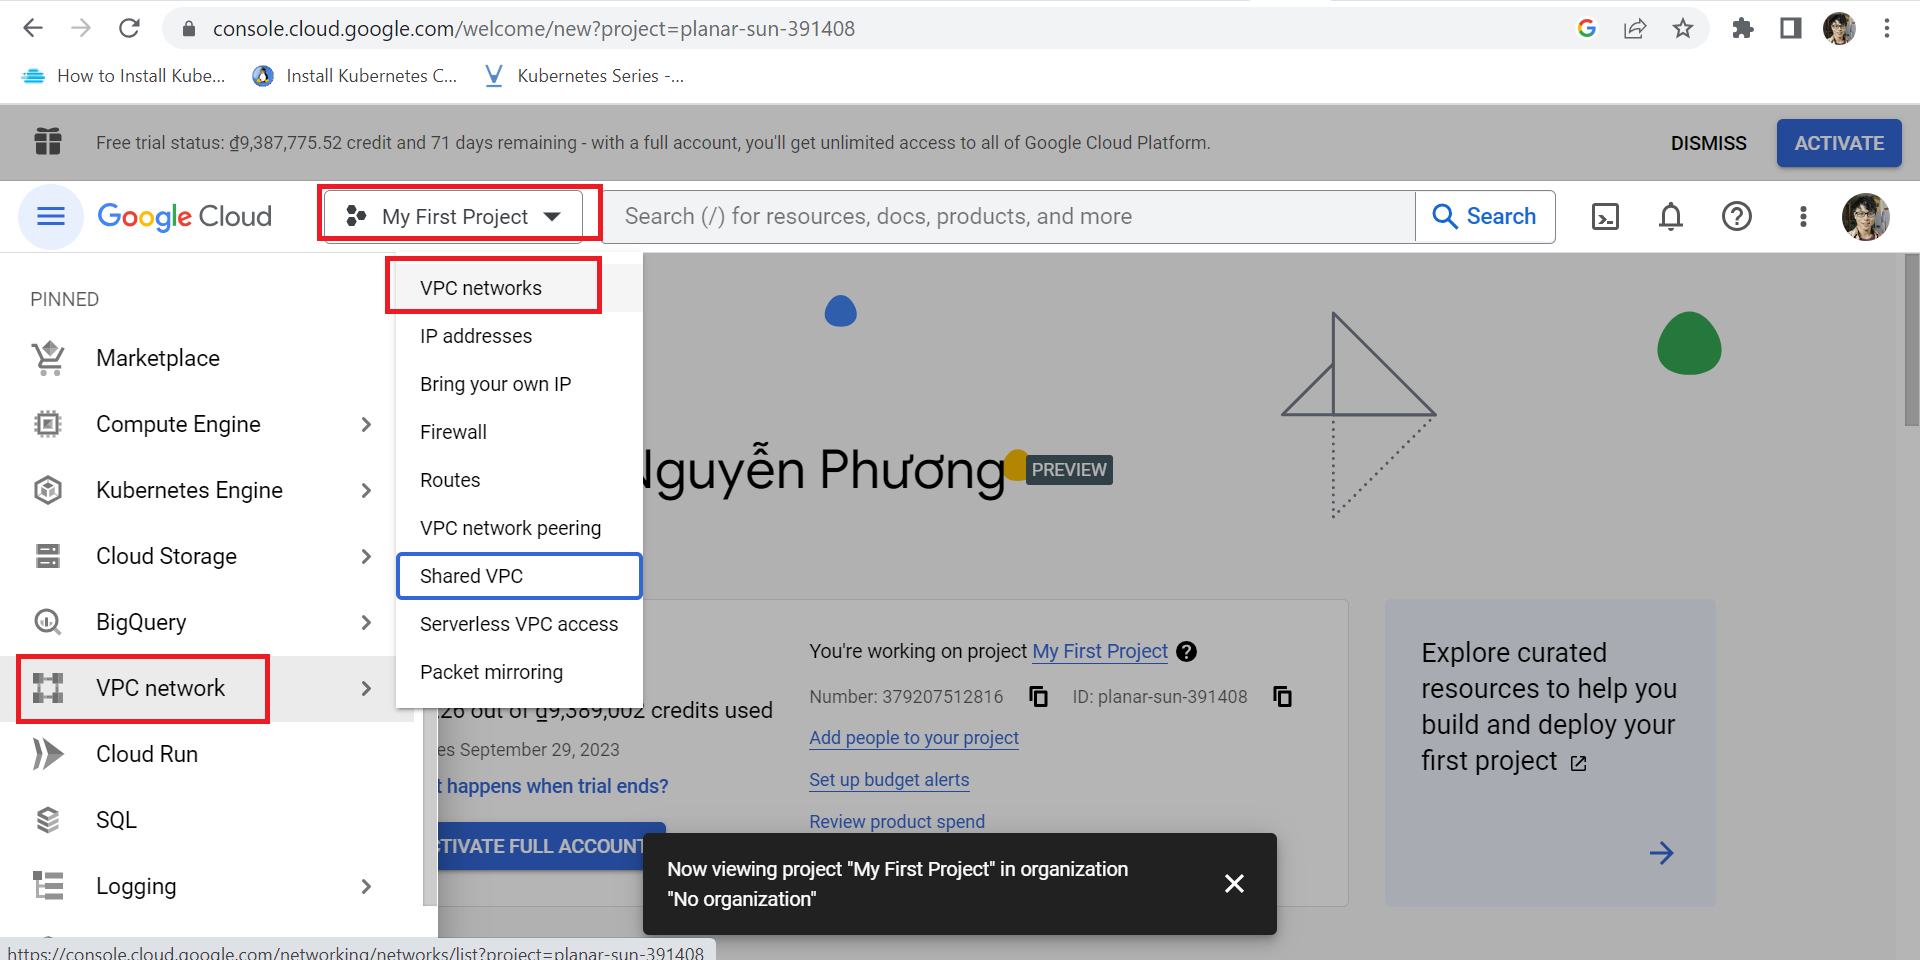 console.cloud.google.com/welcome/new?project=planar-sun-391408
How to Install Kube...
Install Kubernetes C...
Kubernetes Series -...
Free trial status: ₫9,387,775.52 credit and 71 days remaining - with a full account, you'll get unlimited access to all of Google Cloud Platform.
DISMISS
ACTIVATE
Google Cloud
My First Project
Search (/) for resources, docs, products, and more
Search
PINNED
Marketplace
Compute Engine
Kubernetes Engine
Cloud Storage
BigQuery
VPC network
Cloud Run
SQL
Logging
VPC networks
IP addresses
Bring your own IP
Firewall
Routes
VPC network peering
Shared VPC
Serverless VPC access
Packet mirroring
Nguyễn Phương
PREVIEW
26 out of ₫9,389,002 credits used
es September 29, 2023
t happens when trial ends?
CTIVATE FULL ACCOUNT
You're working on project My First Project
Number: 379207512816
ID: planar-sun-391408
Add people to your project
Set up budget alerts
Review product spend
Explore curated
resources to help you
build and deploy your
first project
Now viewing project "My First Project" in organization
"No organization"
https://console.cloud.google.com/networking/networks/list?project=planar-sun-391408